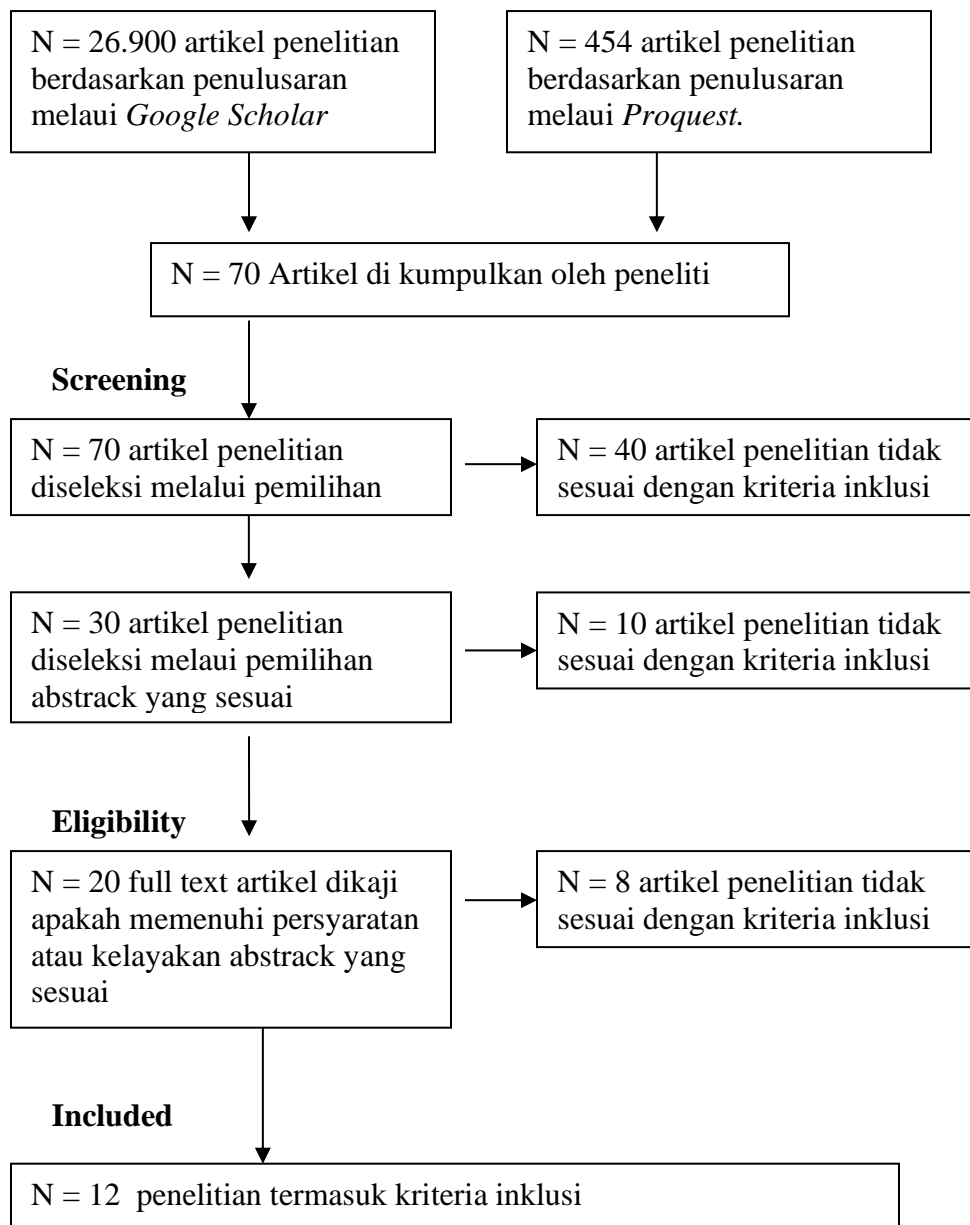 N = 26.900 artikel penelitian
berdasarkan penulusaran
melaui Google Scholar
N = 454 artikel penelitian
berdasarkan penulusaran
melaui Proquest.
N = 70 Artikel di kumpulkan oleh peneliti
Screening
N = 70 artikel penelitian
diseleksi melalui pemilihan
N = 40 artikel penelitian tidak
sesuai dengan kriteria inklusi
N = 30 artikel penelitian
diseleksi melaui pemilihan
abstrack yang sesuai
N = 10 artikel penelitian tidak
sesuai dengan kriteria inklusi
Eligibility
N = 20 full text artikel dikaji
apakah memenuhi persyaratan
atau kelayakan abstrack yang
sesuai
N = 8 artikel penelitian tidak
sesuai dengan kriteria inklusi
Included
N = 12  penelitian termasuk kriteria inklusi